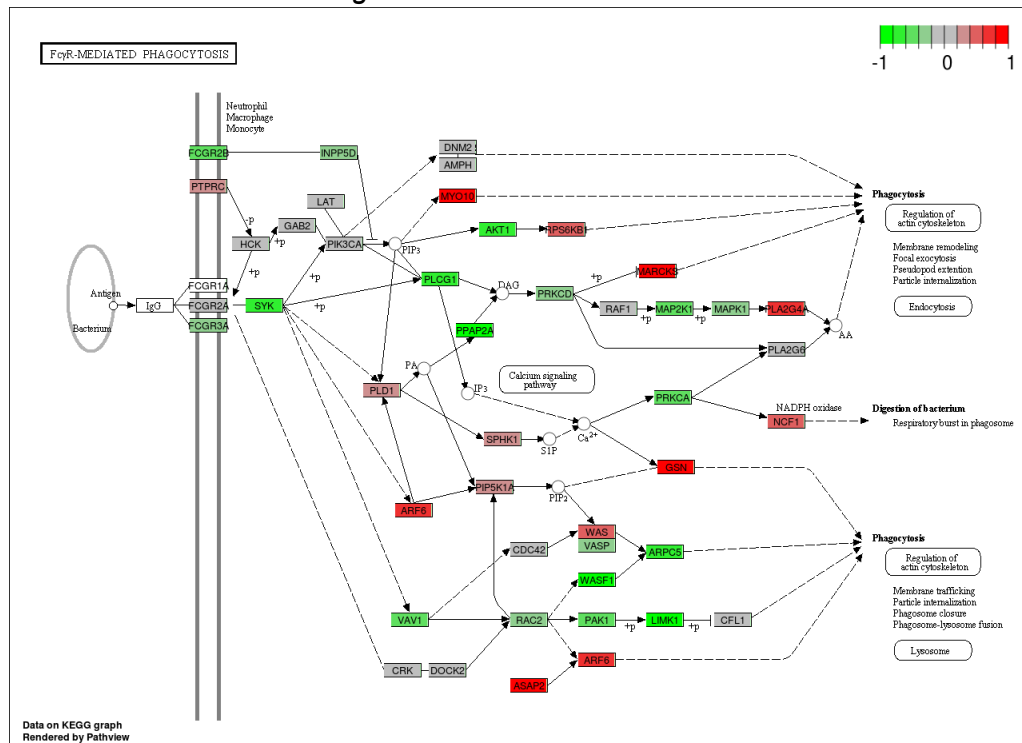 FcγR-MEDIATED PHAGOCYTOSIS
-1 0 1
Neutrophil
Macrophage
Monocyte
FCGR2B
INPP5D
DNM2
AMPH
PTPRC
-p
LAT
MYO10
Phagocytosis
Regulation of
actin cytoskeleton
HCK
+p
GAB2
PIK3CA
PIP3
AKT1
RPS6KB1
Membrane remodeling
Focal exocytosis
Pseudopod extention
Particle internalization
+p
+p
+p
PLCG1
DAG
PRKCD
+p
MARCKS
Endocytosis
Antigen
Bacterium
IgG
FCGR1A
FCGR2A
FCGR3A
SYK
+p
RAF1
+p
MAP2K1
+p
MAPK1
PLA2G4A
AA
PPAP2A
PLA2G6
PA
PLD1
IP3
Calcium signaling
pathway
PRKCA
NADPH oxidase
NCF1
Digestion of bacterium
Respiratory burst in phagosome
SPHK1
S1P
Ca2+
GSN
PIP5K1A
PIP2
ARF6
CDC42
WAS
VASP
ARPC5
Phagocytosis
Regulation of
actin cytoskeleton
WASF1
Membrane trafficking
Particle internalization
Phagosome closure
Phagosome-lysosome fusion
VAV1
RAC2
PAK1
+p
LIMK1
+p
CFL1
Lysosome
CRK
DOCK2
ARF6
ASAP2
Data on KEGG graph
Rendered by Pathview